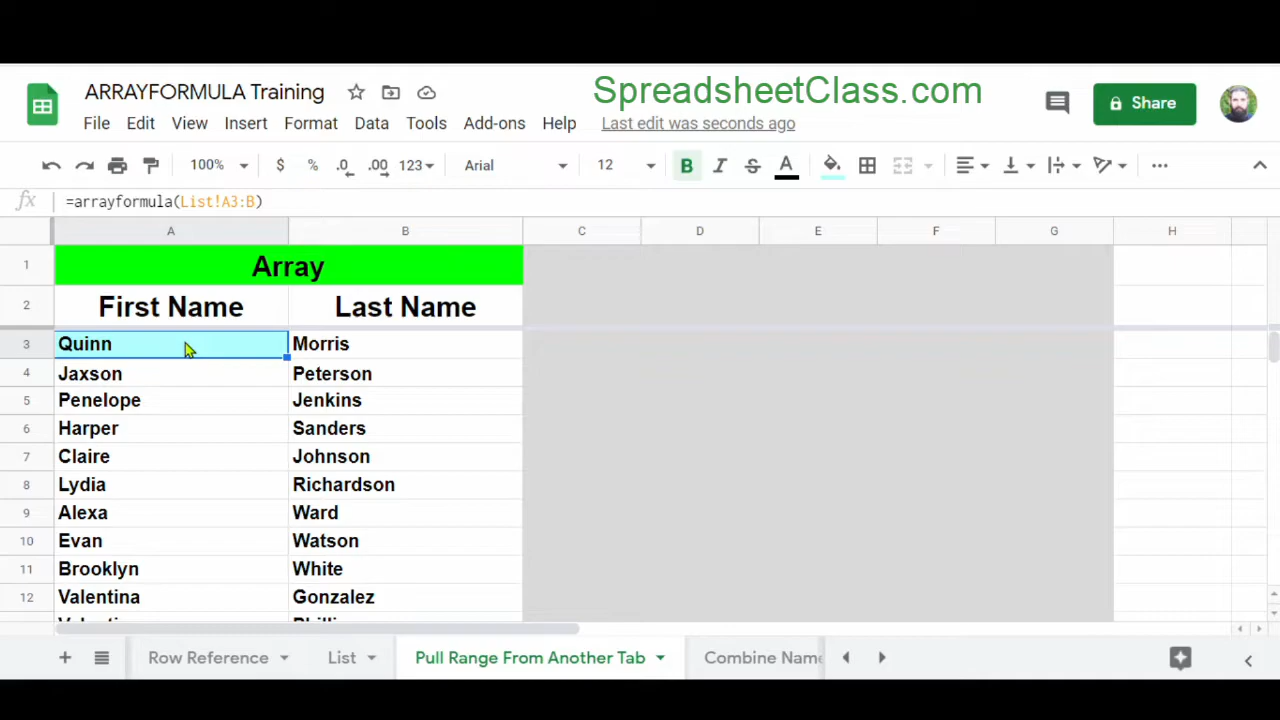 ARRAYFORMULA Training
SpreadsheetClass.com
Share
File Edit View Insert Format Data Tools Add-ons Help Last edit was seconds ago
100% $ % .0 .00 123 Arial 12 B I S A
fx =arrayformula(List!A3:B)
A B C D E F G H
1 Array
2 First Name Last Name
3 Quinn Morris
4 Jaxson Peterson
5 Penelope Jenkins
6 Harper Sanders
7 Claire Johnson
8 Lydia Richardson
9 Alexa Ward
10 Evan Watson
11 Brooklyn White
12 Valentina Gonzalez
Row Reference List Pull Range From Another Tab Combine Name